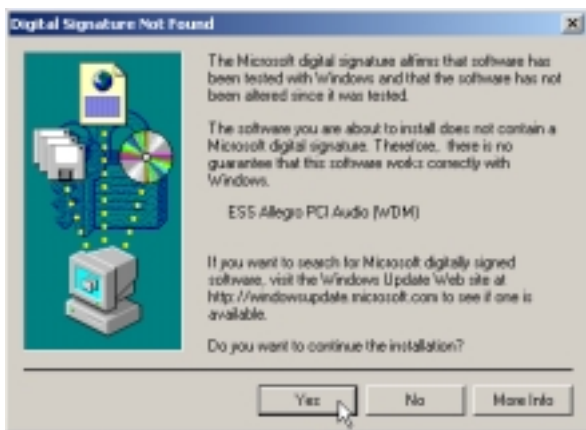 Digital Signature Not Found
The Microsoft digital signature affirms that software has
been tested with Windows and that the software has not
been altered since it was tested.
The software you are about to install does not contain a
Microsoft digital signature. Therefore, there is no
guarantee that this software works correctly with
Windows.
ESS Allegro PCI Audio (WDM)
If you want to search for Microsoft digitally signed
software, visit the Windows Update Web site at
http://windowsupdate.microsoft.com to see if one is
available.
Do you want to continue the installation?
Yes
No
More Info